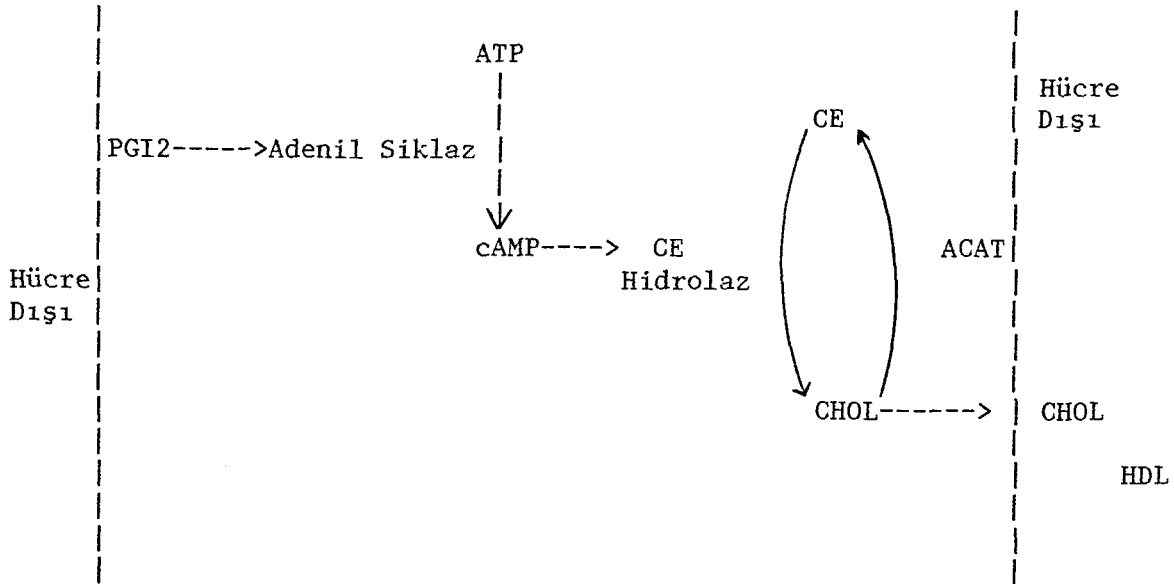 ATP
Hücre
Dışı
CE
PGI2----->Adenil Siklaz
cAMP----> CE
Hidrolaz
ACAT
Hücre
Dışı
CHOL------> CHOL
HDL